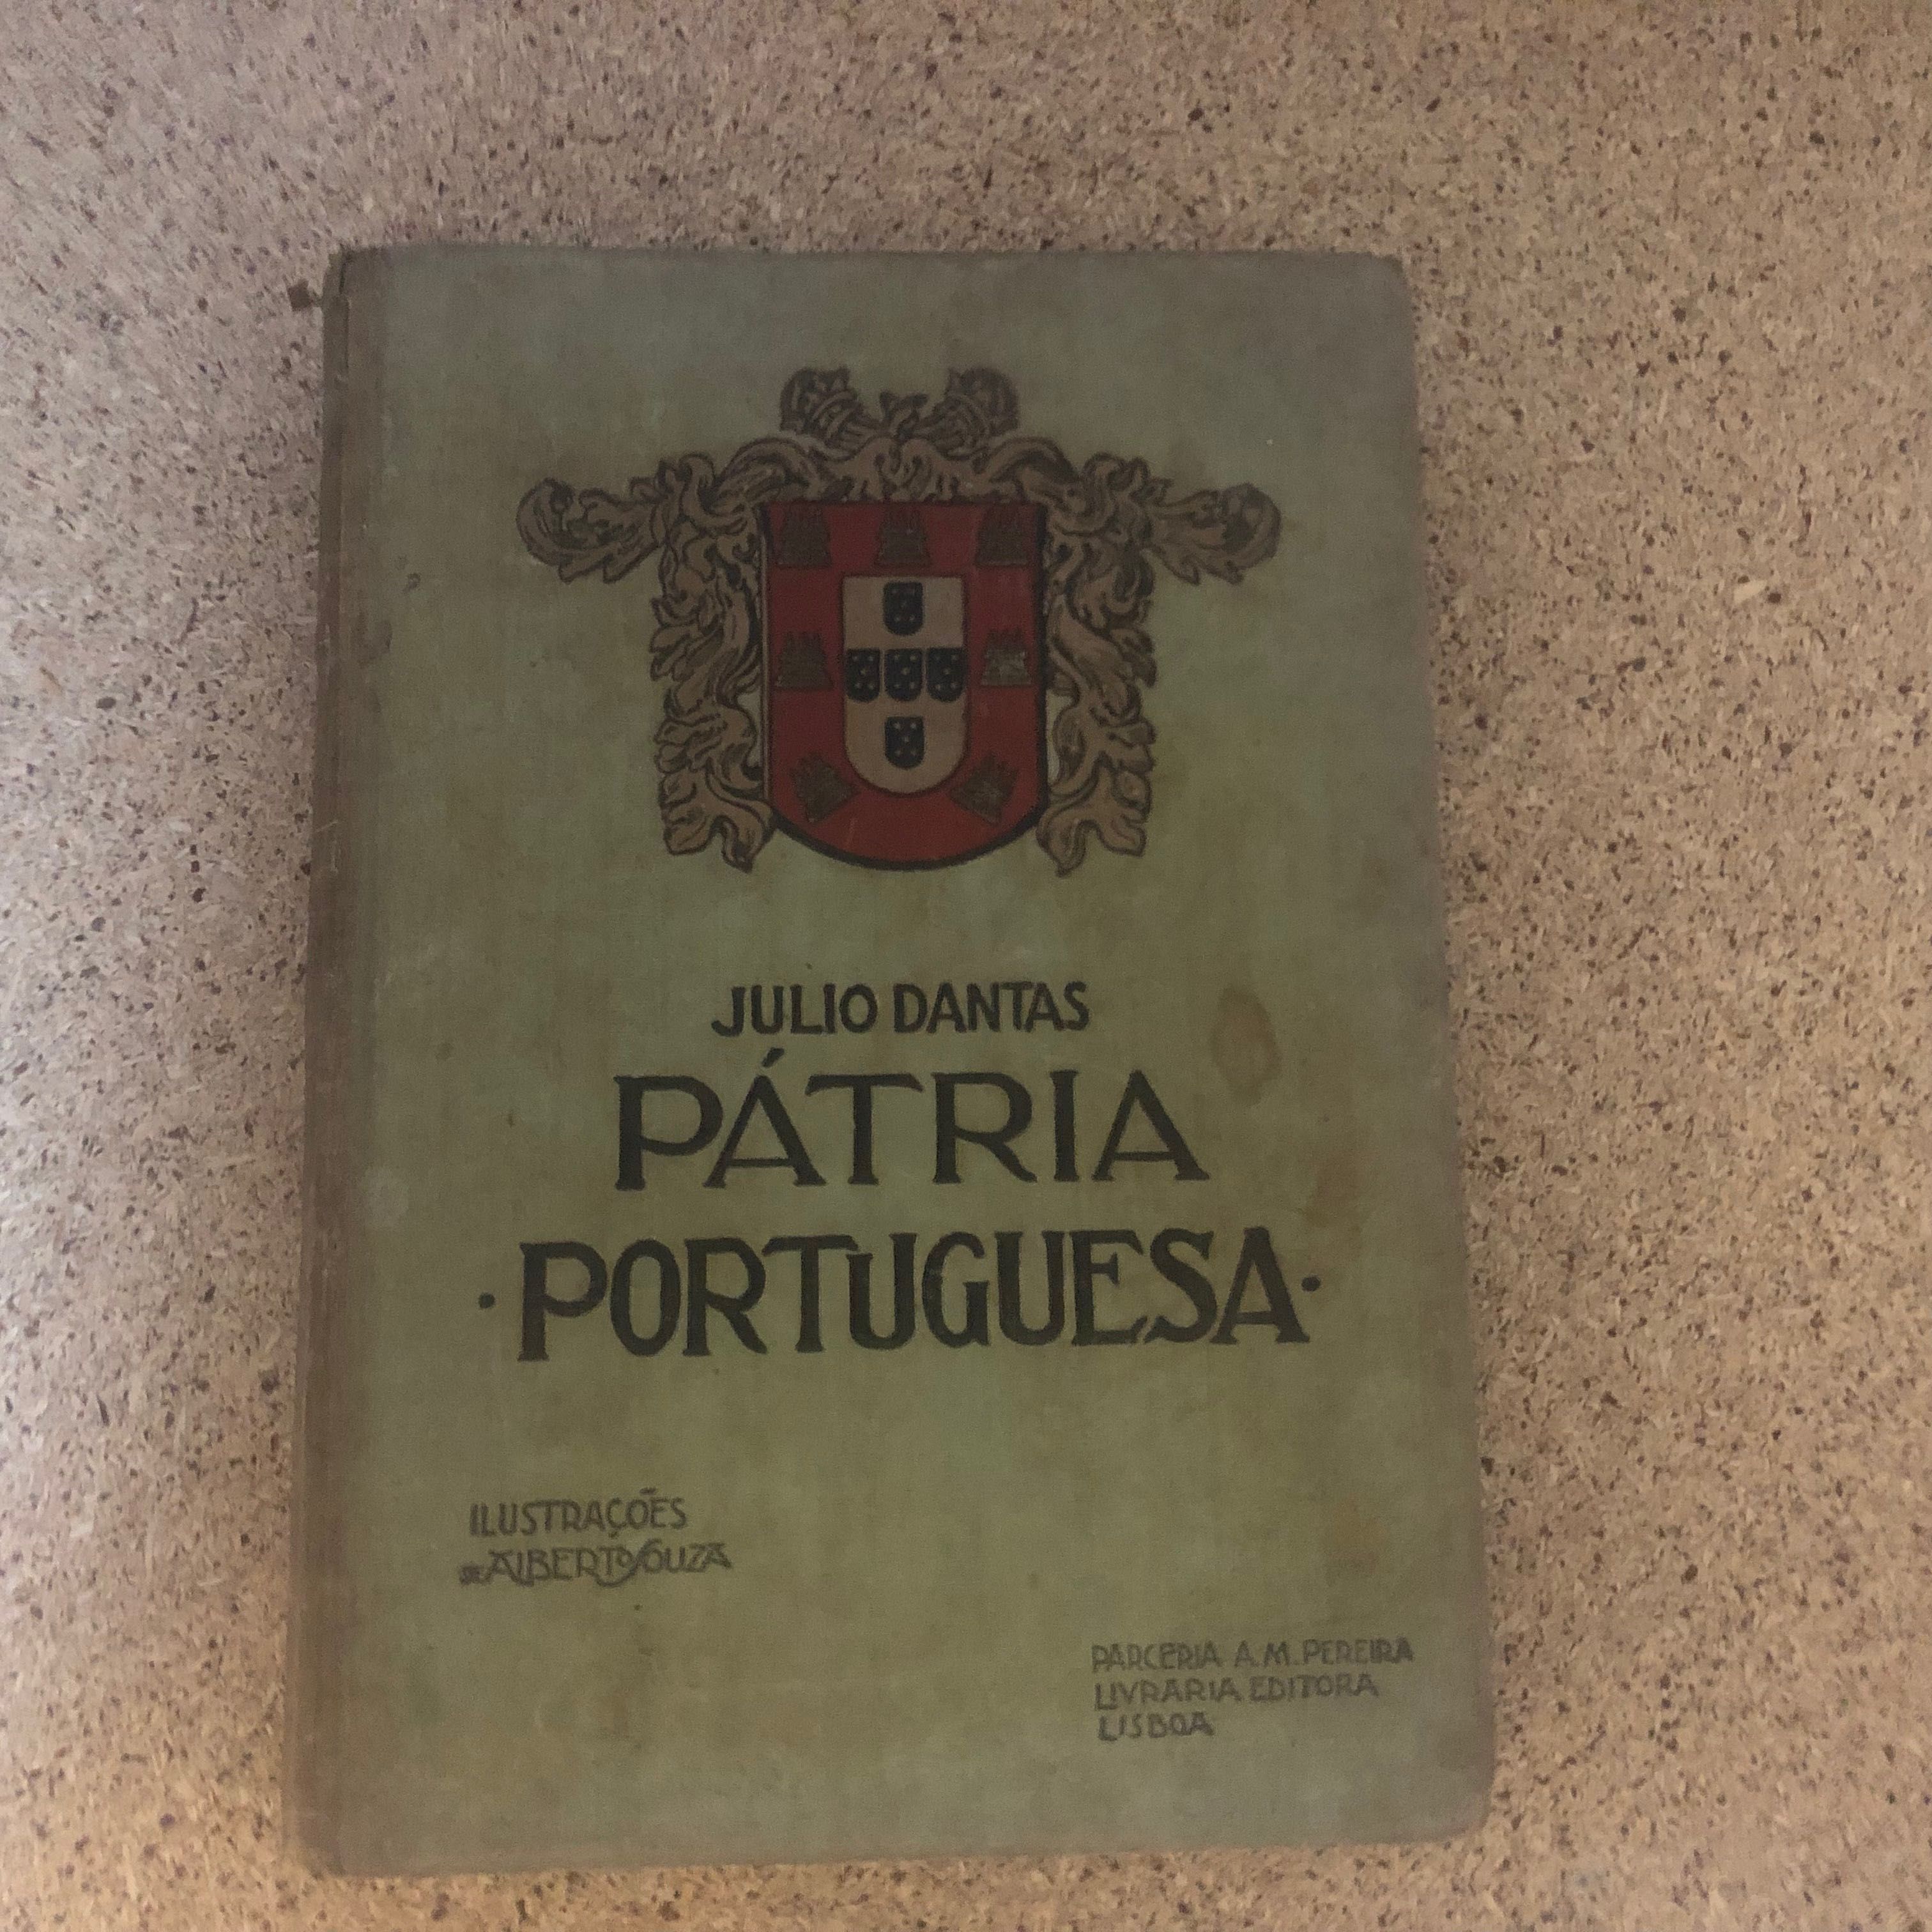 JULIO DANTAS
PÁTRIA
·PORTUGUESA·
ILUSTRAÇÕES
DE ALBERTO SOUZA
PARCERIA A. M. PEREIRA
LIVRARIA EDITORA
LISBOA